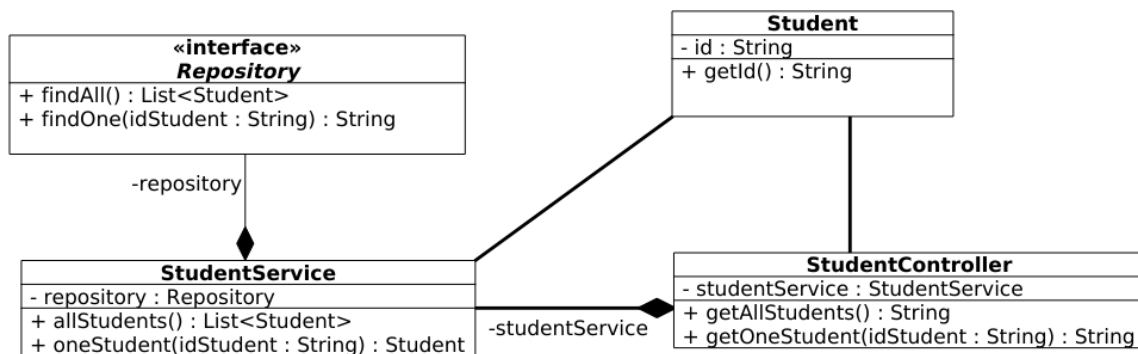 «interface»
Repository
+ findAll() : List<Student>
+ findOne(idStudent : String) : String
Student
- id : String
+ getId() : String
-repository
StudentService
- repository : Repository
+ allStudents() : List<Student>
+ oneStudent(idStudent : String) : Student
-studentService
StudentController
- studentService : StudentService
+ getAllStudents() : String
+ getOneStudent(idStudent : String) : String